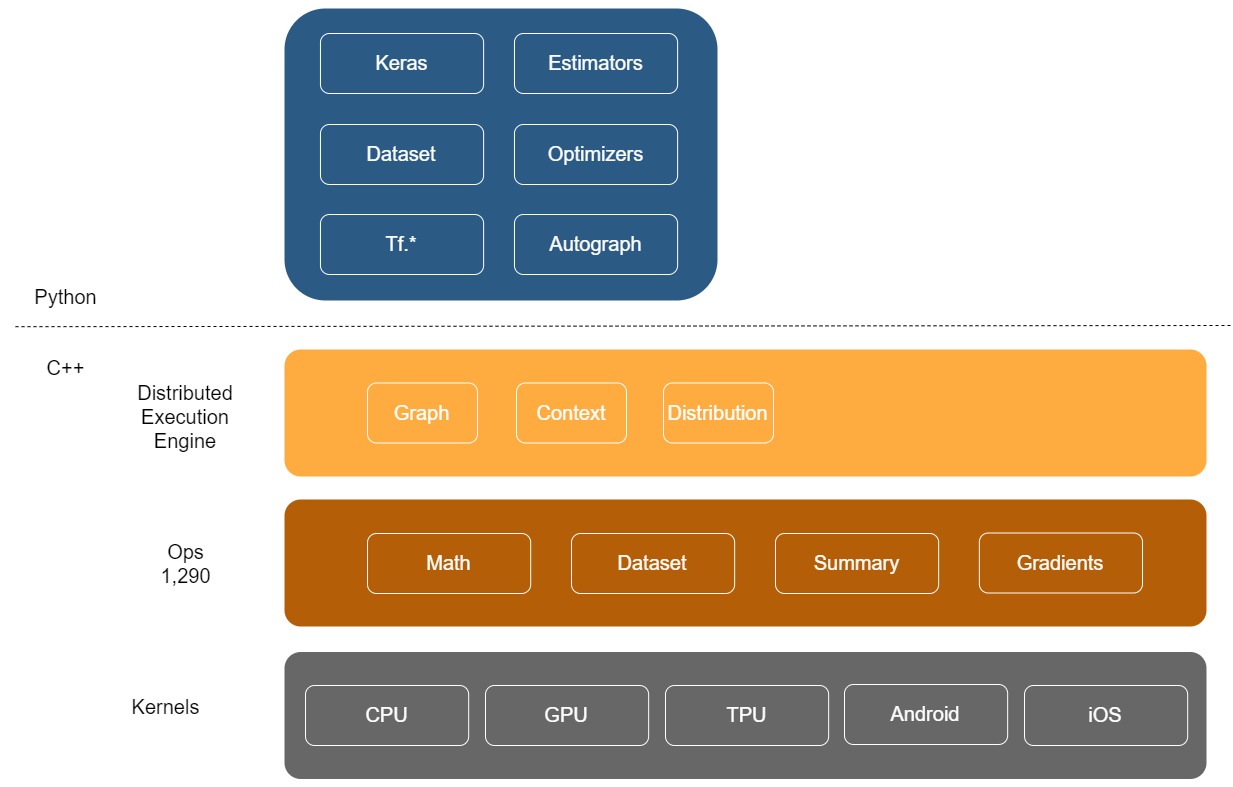 Keras
Estimators
Dataset
Optimizers
Tf.*
Autograph
Python
C++
Distributed
Execution
Engine
Graph
Context
Distribution
Ops
1,290
Math
Dataset
Summary
Gradients
Kernels
CPU
GPU
TPU
Android
iOS